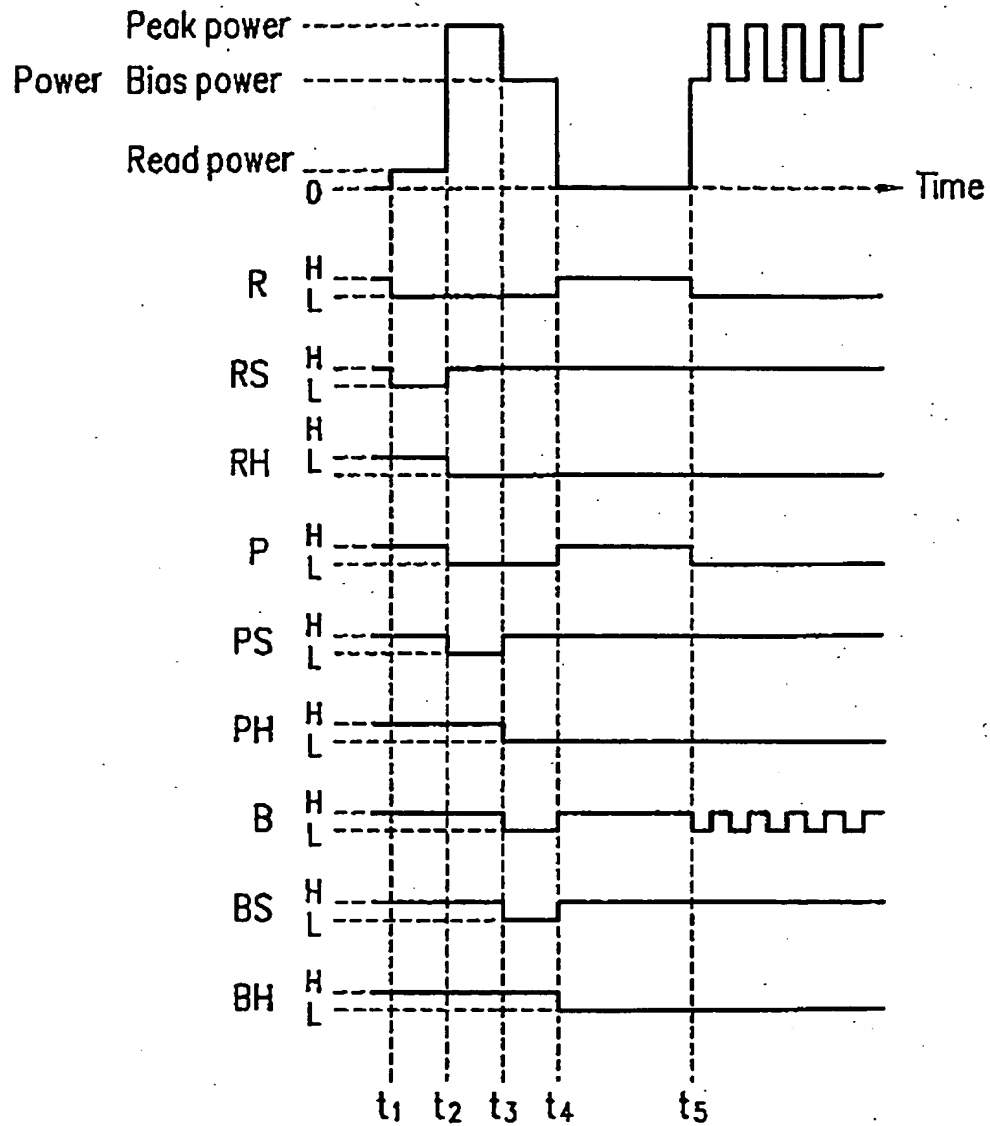 Peak power
Power Bias power
Read power
0
Time
R H
L
RS H
L
RH H
L
P H
L
PS H
L
PH H
L
B H
L
BS H
L
BH H
L
t1 t2 t3 t4 t5